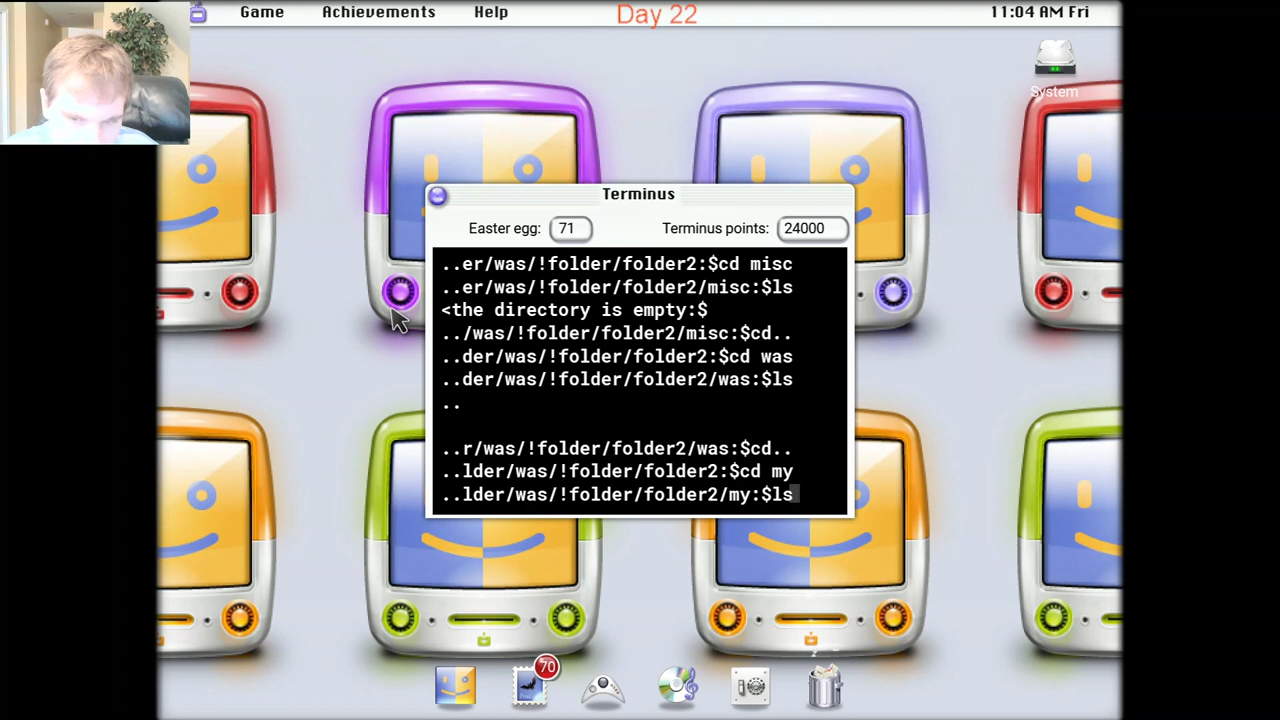 Game Achievements Help Day 22 11:04 AM Fri
System
Terminus
Easter egg: 71 Terminus points: 24000
..er/was/!folder/folder2:$cd misc
..er/was/!folder/folder2/misc:$ls
<the directory is empty:$
../was/!folder/folder2/misc:$cd..
..der/was/!folder/folder2:$cd was
..der/was/!folder/folder2/was:$ls
..
..r/was/!folder/folder2/was:$cd..
..lder/was/!folder/folder2:$cd my
..lder/was/!folder/folder2/my:$ls
70